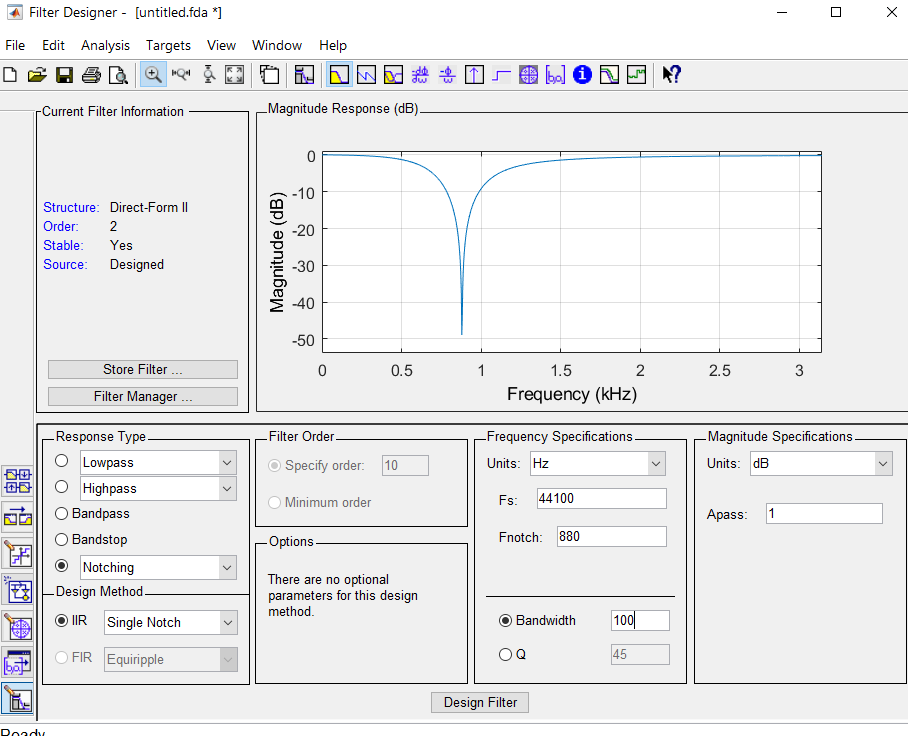 Filter Designer - [untitled.fda *]
File Edit Analysis Targets View Window Help
Current Filter Information
Structure: Direct-Form II
Order: 2
Stable: Yes
Source: Designed
Store Filter ...
Filter Manager ...
Magnitude Response (dB)
0
-10
-20
-30
-40
-50
Magnitude (dB)
0 0.5 1 1.5 2 2.5 3
Frequency (kHz)
Response Type
Lowpass
Highpass
Bandpass
Bandstop
Notching
Design Method
IIR Single Notch
FIR Equiripple
Filter Order
Specify order: 10
Minimum order
Options
There are no optional
parameters for this design
method.
Frequency Specifications
Units: Hz
Fs: 44100
Fnotch: 880
Bandwidth 100
Q 45
Magnitude Specifications
Units: dB
Apass: 1
Design Filter
Ready